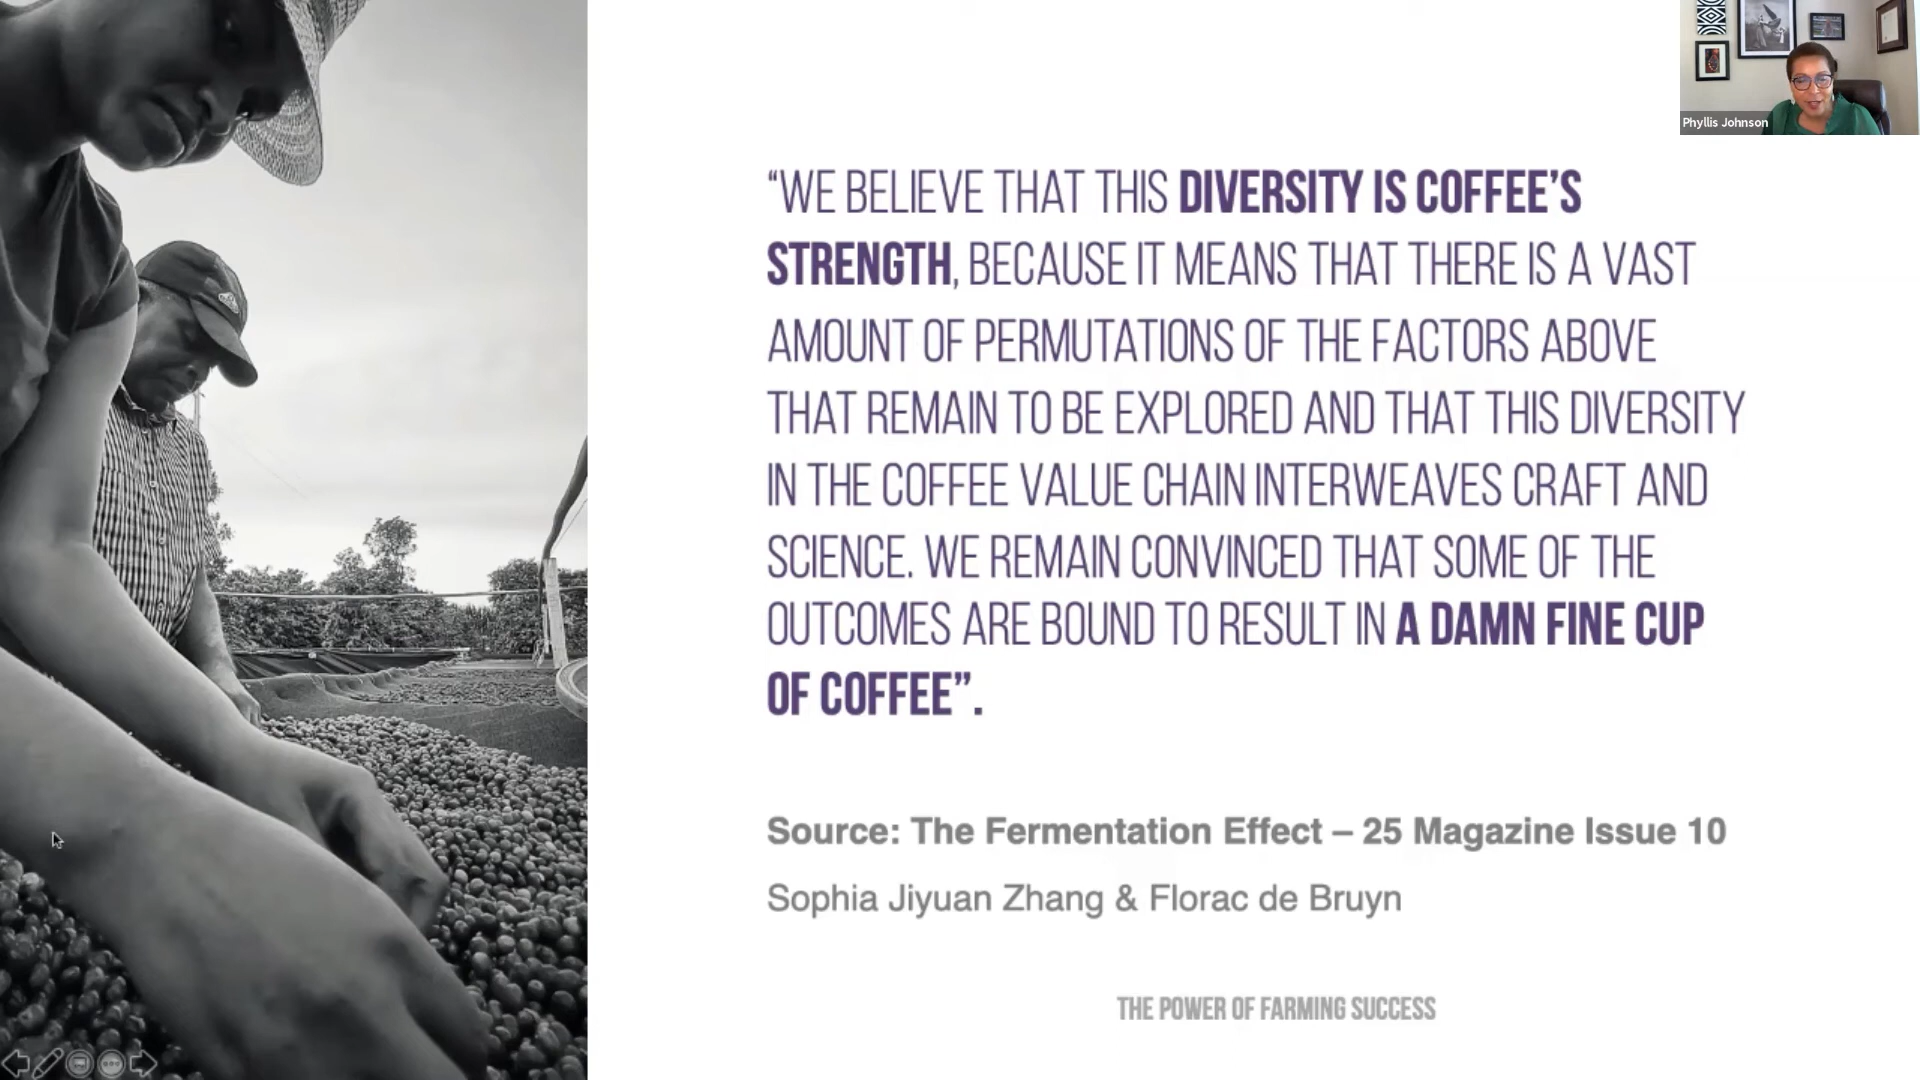 Phyllis Johnson
“WE BELIEVE THAT THIS DIVERSITY IS COFFEE’S
STRENGTH, BECAUSE IT MEANS THAT THERE IS A VAST
AMOUNT OF PERMUTATIONS OF THE FACTORS ABOVE
THAT REMAIN TO BE EXPLORED AND THAT THIS DIVERSITY
IN THE COFFEE VALUE CHAIN INTERWEAVES CRAFT AND
SCIENCE. WE REMAIN CONVINCED THAT SOME OF THE
OUTCOMES ARE BOUND TO RESULT IN A DAMN FINE CUP
OF COFFEE”.
Source: The Fermentation Effect – 25 Magazine Issue 10
Sophia Jiyuan Zhang & Florac de Bruyn
THE POWER OF FARMING SUCCESS